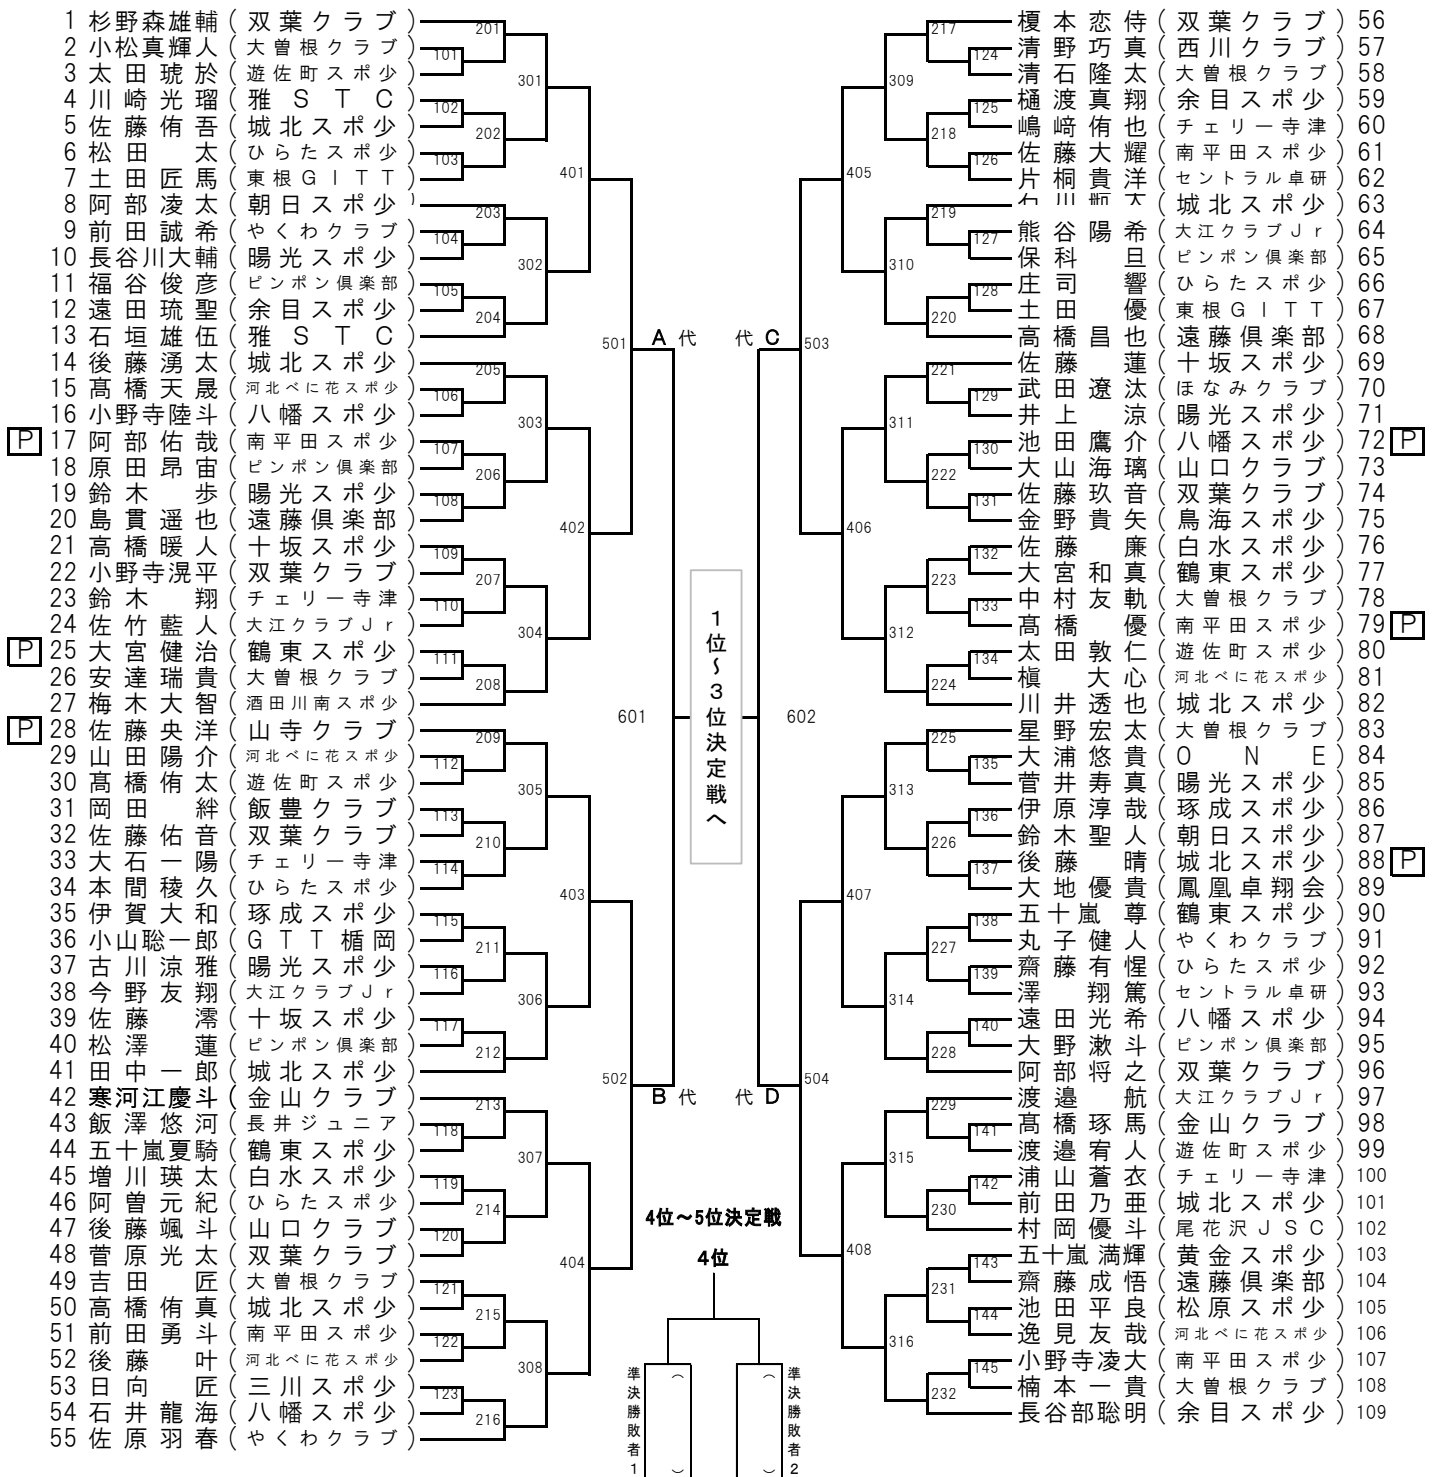 1 杉野森雄輔 (双葉クラブ)
2 小松真輝人 (大曽根クラブ)
3 太田琥於 (遊佐町スポ少)
4 川崎光瑠 (雅STC)
5 佐藤侑吾 (城北スポ少)
6 松田 太 (ひらたスポ少)
7 土田匠馬 (東根GITT)
8 阿部凌太 (朝日スポ少)
9 前田誠希 (やくわクラブ)
10 長谷川大輔 (暘光スポ少)
11 福谷俊彦 (ピンポン倶楽部)
12 遠田琉聖 (余目スポ少)
13 石垣雄伍 (雅STC)
14 後藤湧太 (城北スポ少)
15 髙橋天晟 (河北べに花スポ少)
16 小野寺陸斗 (八幡スポ少)
P 17 阿部佑哉 (南平田スポ少)
18 原田昂宙 (ピンポン倶楽部)
19 鈴木 歩 (暘光スポ少)
20 島貫遥也 (遠藤倶楽部)
21 高橋暖人 (十坂スポ少)
22 小野寺滉平 (双葉クラブ)
23 鈴木 翔 (チェリー寺津)
24 佐竹藍人 (大江クラブJr)
P 25 大宮健治 (鶴東スポ少)
26 安達瑞貴 (大曽根クラブ)
27 梅木大智 (酒田川南スポ少)
P 28 佐藤央洋 (山寺クラブ)
29 山田陽介 (河北べに花スポ少)
30 髙橋侑太 (遊佐町スポ少)
31 岡田 絆 (飯豊クラブ)
32 佐藤佑音 (双葉クラブ)
33 大石一陽 (チェリー寺津)
34 本間稜久 (ひらたスポ少)
35 伊賀大和 (琢成スポ少)
36 小山聡一郎 (GTT楯岡)
37 古川涼雅 (暘光スポ少)
38 今野友翔 (大江クラブJr)
39 佐藤 澪 (十坂スポ少)
40 松澤 蓮 (ピンポン倶楽部)
41 田中一郎 (城北スポ少)
42 寒河江慶斗 (金山クラブ)
43 飯澤悠河 (長井ジュニア)
44 五十嵐夏騎 (鶴東スポ少)
45 増川瑛太 (白水スポ少)
46 阿曽元紀 (ひらたスポ少)
47 後藤颯斗 (山口クラブ)
48 菅原光太 (双葉クラブ)
49 吉田 匠 (大曽根クラブ)
50 高橋侑真 (城北スポ少)
51 前田勇斗 (南平田スポ少)
52 後藤 叶 (河北べに花スポ少)
53 日向 匠 (三川スポ少)
54 石井龍海 (八幡スポ少)
55 佐原羽春 (やくわクラブ)
101
102
103
104
105
106
107
108
109
110
111
112
113
114
115
116
117
118
119
120
121
122
123
201
202
203
204
205
206
207
208
209
210
211
212
213
214
215
216
301
302
303
304
305
306
307
308
401
402
403
404
501
502
A代
B代
601
1位~3位決定戦へ
602
代C
代D
503
504
405
406
407
408
309
310
311
312
313
314
315
316
217
218
219
220
221
222
223
224
225
226
227
228
229
230
231
232
124
125
126
127
128
129
130
131
132
133
134
135
136
137
138
139
140
141
142
143
144
145
榎本恋侍 (双葉クラブ) 56
清野巧真 (西川クラブ) 57
清石隆太 (大曽根クラブ) 58
樋渡真翔 (余目スポ少) 59
嶋﨑侑也 (チェリー寺津) 60
佐藤大耀 (南平田スポ少) 61
片桐貴洋 (セントラル卓研) 62
(城北スポ少) 63
熊谷陽希 (大江クラブJr) 64
保科 旦 (ピンポン倶楽部) 65
庄司 響 (ひらたスポ少) 66
土田 優 (東根GITT) 67
高橋昌也 (遠藤倶楽部) 68
佐藤 蓮 (十坂スポ少) 69
武田遼汰 (ほなみクラブ) 70
井上 涼 (暘光スポ少) 71
池田鷹介 (八幡スポ少) 72 P
大山海璃 (山口クラブ) 73
佐藤玖音 (双葉クラブ) 74
金野貴矢 (鳥海スポ少) 75
佐藤 廉 (白水スポ少) 76
大宮和真 (鶴東スポ少) 77
中村友軌 (大曽根クラブ) 78
髙橋 優 (南平田スポ少) 79 P
太田敦仁 (遊佐町スポ少) 80
槇 大心 (河北べに花スポ少) 81
川井透也 (城北スポ少) 82
星野宏太 (大曽根クラブ) 83
大浦悠貴 (ONE) 84
菅井寿真 (暘光スポ少) 85
伊原淳哉 (琢成スポ少) 86
鈴木聖人 (朝日スポ少) 87
後藤 晴 (城北スポ少) 88 P
大地優貴 (鳳凰卓翔会) 89
五十嵐 尊 (鶴東スポ少) 90
丸子健人 (やくわクラブ) 91
齋藤有惺 (ひらたスポ少) 92
澤 翔篤 (セントラル卓研) 93
遠田光希 (八幡スポ少) 94
大野漱斗 (ピンポン倶楽部) 95
阿部将之 (双葉クラブ) 96
渡邉 航 (大江クラブJr) 97
髙橋琢馬 (金山クラブ) 98
渡邉宥人 (遊佐町スポ少) 99
浦山蒼衣 (チェリー寺津) 100
前田乃亜 (城北スポ少) 101
村岡優斗 (尾花沢JSC) 102
五十嵐満輝 (黄金スポ少) 103
齋藤成悟 (遠藤倶楽部) 104
池田平良 (松原スポ少) 105
逸見友哉 (河北べに花スポ少) 106
小野寺凌大 (南平田スポ少) 107
楠本一貴 (大曽根クラブ) 108
長谷部聡明 (余目スポ少) 109
4位~5位決定戦
4位
準決勝敗者1 ( )
( ) 準決勝敗者2